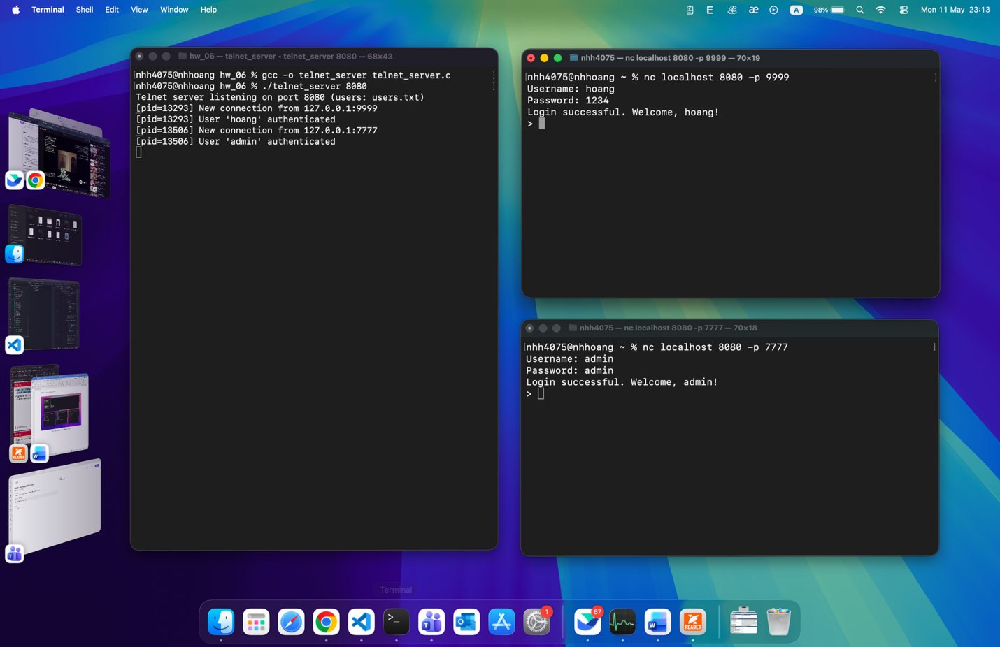 Terminal Shell Edit View Window Help
E æ A 98% Mon 11 May 23:13
hw_06 — telnet_server • telnet_server 8080 — 68×43
nhh4075@nhhoang hw_06 % gcc -o telnet_server telnet_server.c
nhh4075@nhhoang hw_06 % ./telnet_server 8080
Telnet server listening on port 8080 (users: users.txt)
[pid=13293] New connection from 127.0.0.1:9999
[pid=13293] User 'hoang' authenticated
[pid=13506] New connection from 127.0.0.1:7777
[pid=13506] User 'admin' authenticated
nhh4075 — nc localhost 8080 -p 9999 — 70×19
nhh4075@nhhoang ~ % nc localhost 8080 -p 9999
Username: hoang
Password: 1234
Login successful. Welcome, hoang!
>
nhh4075 — nc localhost 8080 -p 7777 — 70×18
nhh4075@nhhoang ~ % nc localhost 8080 -p 7777
Username: admin
Password: admin
Login successful. Welcome, admin!
>
READER
W
T
Terminal
>_
T
O
1
67
W
READER